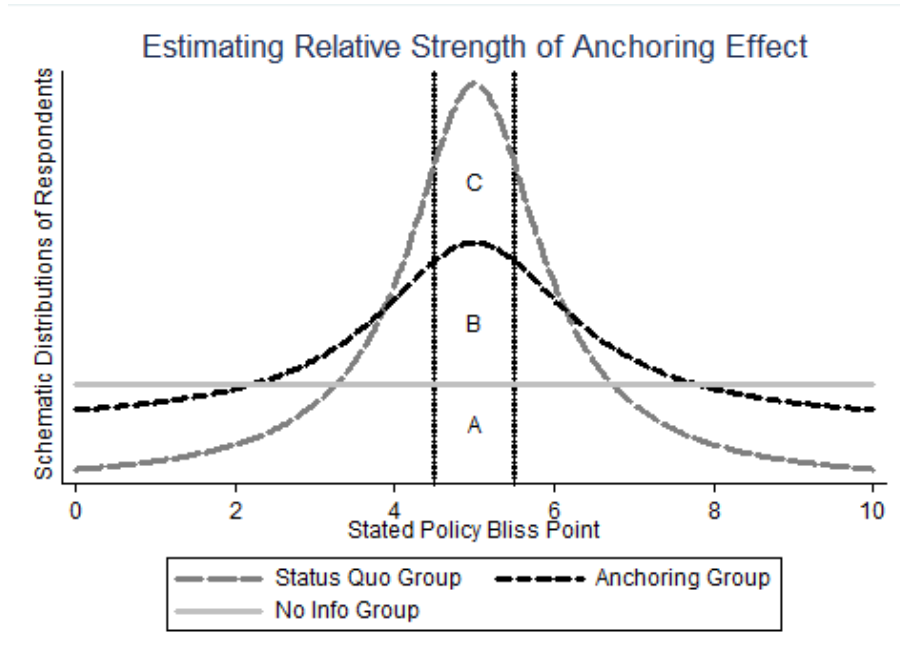 Estimating Relative Strength of Anchoring Effect
Schematic Distributions of Respondents
C
B
A
0 2 4 6 8 10
Stated Policy Bliss Point
Status Quo Group Anchoring Group
No Info Group